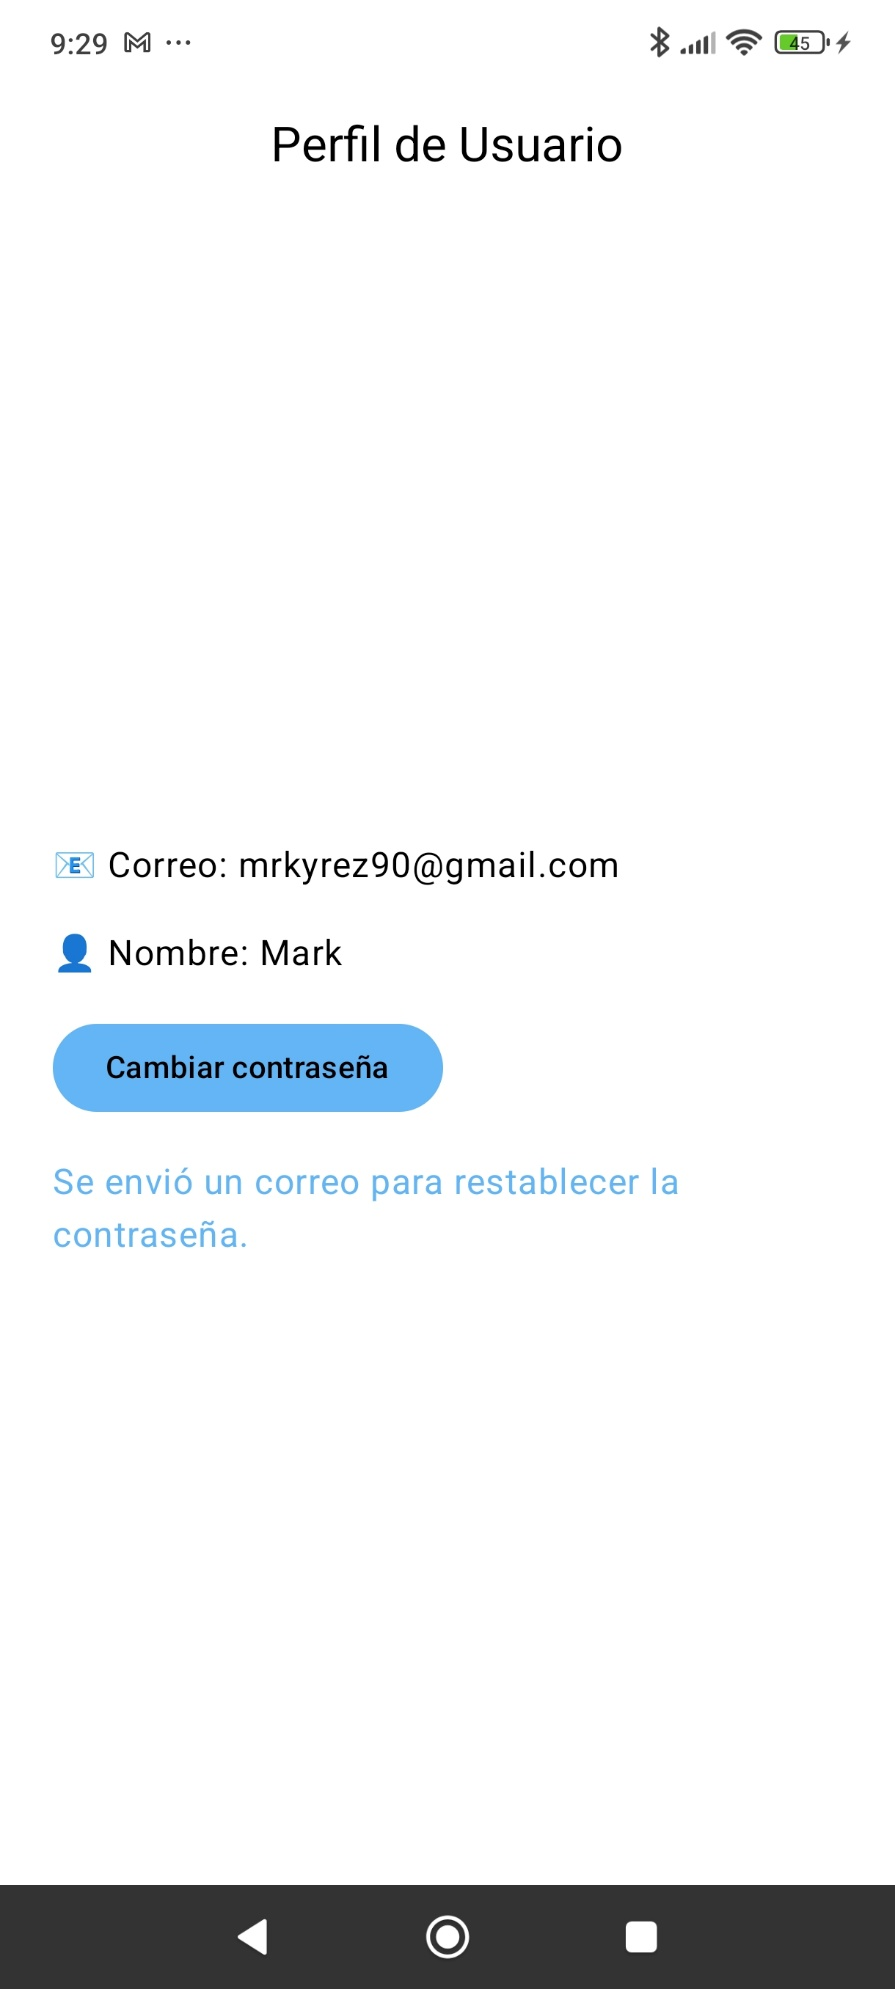 9:29
45
Perfil de Usuario
📧 Correo: mrkyrez90@gmail.com
👤 Nombre: Mark
Cambiar contraseña
Se envió un correo para restablecer la
contraseña.